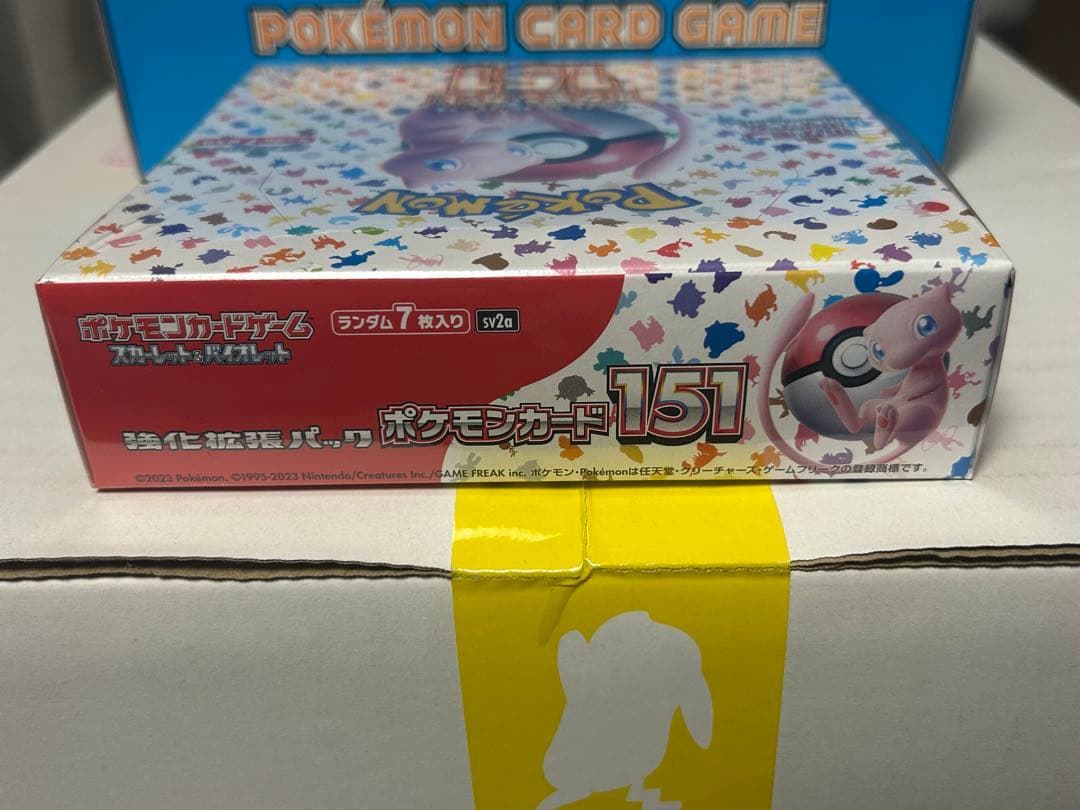 POKÉMON CARD GAME
POKÉMON
ポケモンカードゲーム
スカーレット&バイオレット
ランダム7枚入り
sv2a
強化拡張パック
ポケモンカード151
©2023 Pokémon. ©1995-2023 Nintendo/Creatures Inc./GAME FREAK inc. ポケモン・Pokémonは任天堂・クリーチャーズ・ゲームフリークの登録商標です。